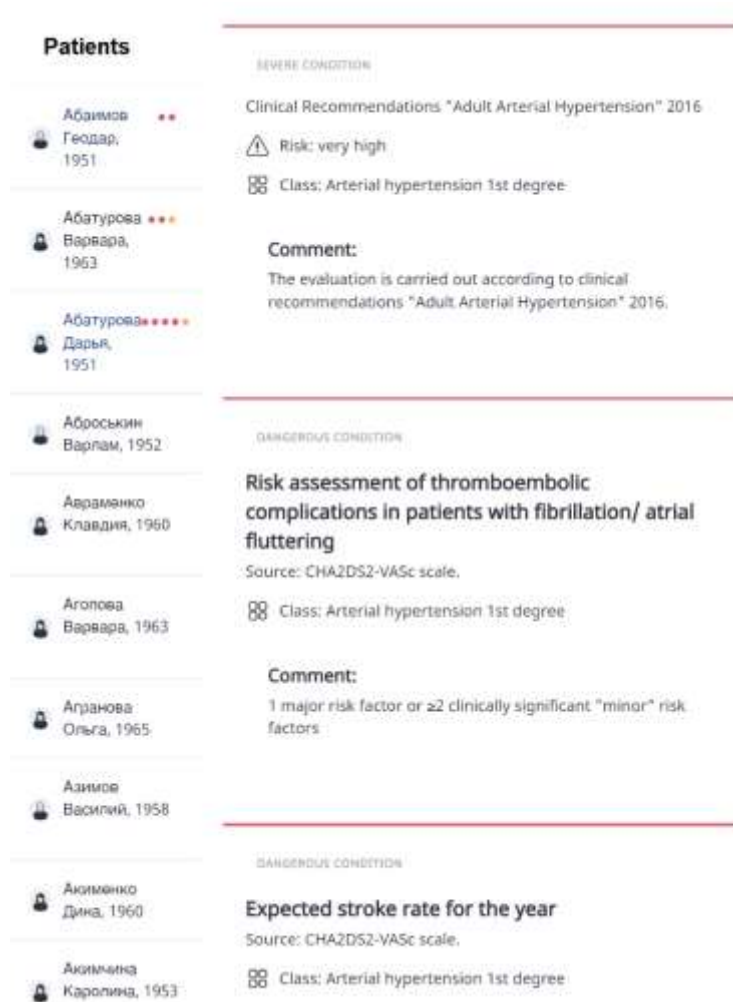 Patients
Абаимов
Геодар,
1951
Абатурова
Варвара,
1963
Абатурова
Дарья,
1951
Аброськин
Варлам, 1952
Авраменко
Клавдия, 1960
Агопова
Варвара, 1963
Агранова
Ольга, 1965
Азимов
Василий, 1958
Акименко
Дина, 1960
Акимчина
Каролина, 1953
SEVERE CONDITION
Clinical Recommendations "Adult Arterial Hypertension" 2016
Risk: very high
Class: Arterial hypertension 1st degree
Comment:
The evaluation is carried out according to clinical
recommendations "Adult Arterial Hypertension" 2016.
DANGEROUS CONDITION
Risk assessment of thromboembolic
complications in patients with fibrillation/ atrial
fluttering
Source: CHA2DS2-VASc scale.
Class: Arterial hypertension 1st degree
Comment:
1 major risk factor or ≥2 clinically significant "minor" risk
factors
DANGEROUS CONDITION
Expected stroke rate for the year
Source: CHA2DS2-VASc scale.
Class: Arterial hypertension 1st degree